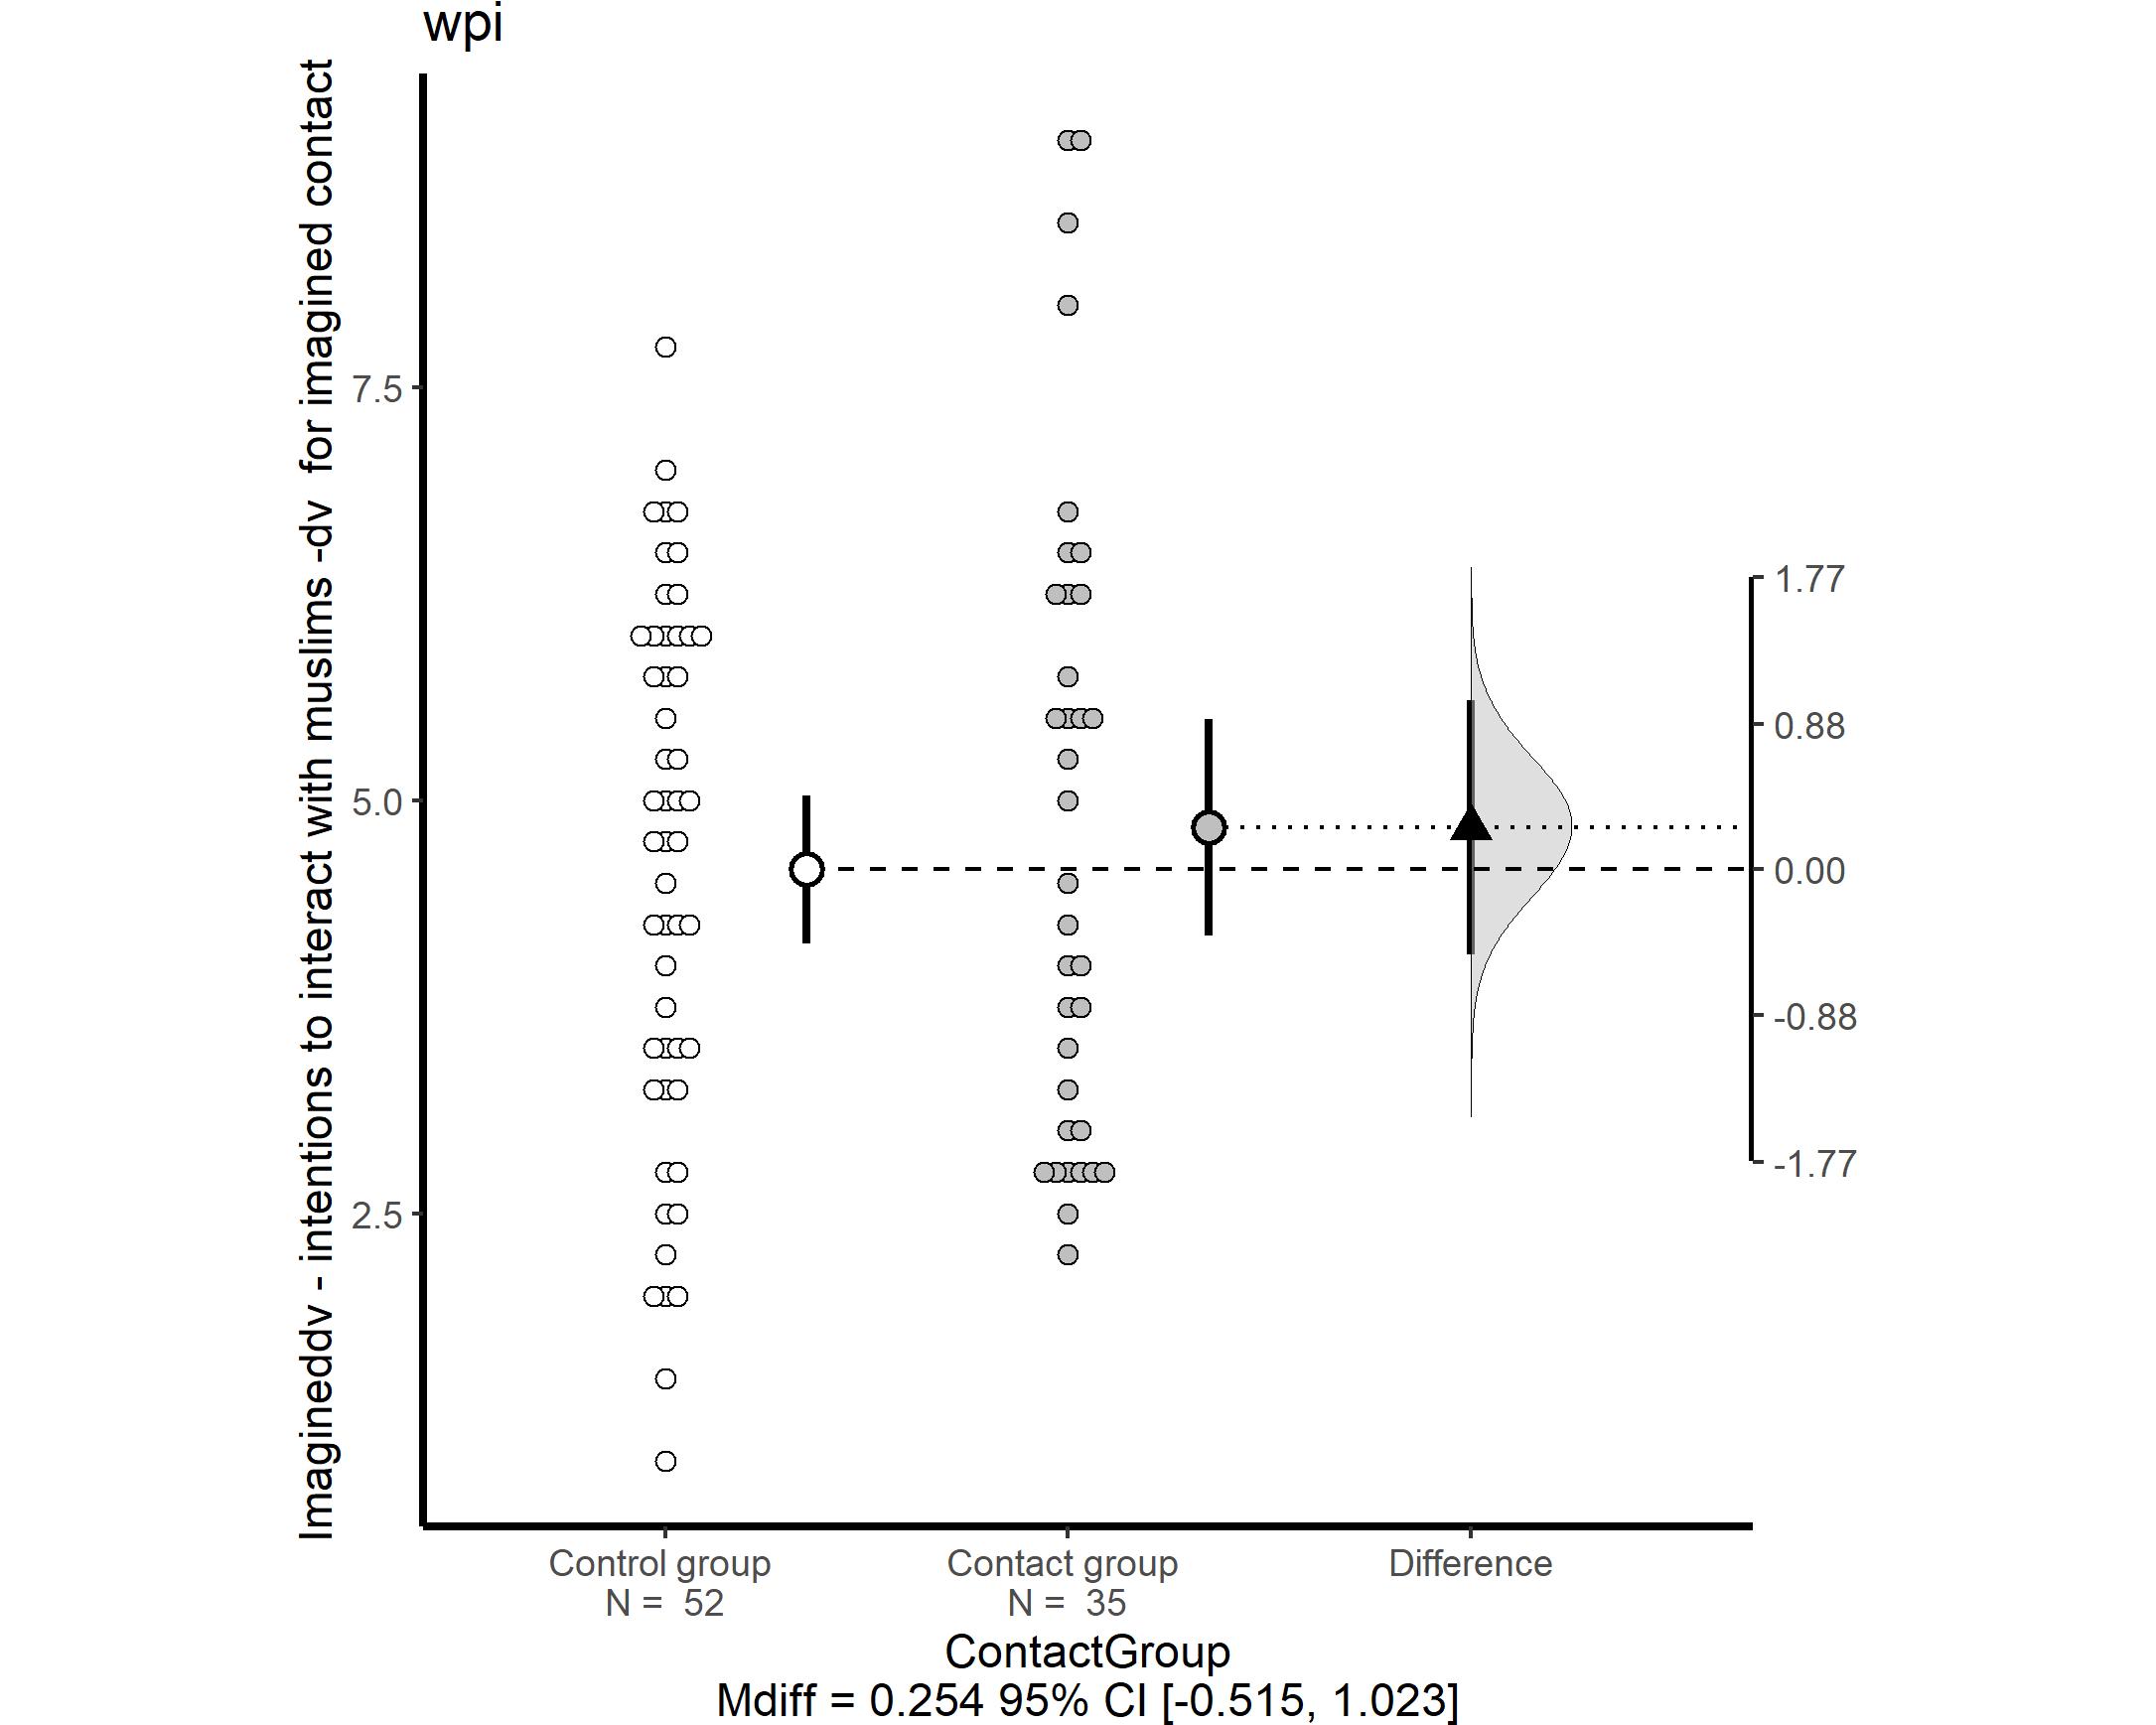 wpi
Imagineddv - intentions to interact with muslims -dv  for imagined contact
7.5
5.0
2.5
1.77
0.88
0.00
-0.88
-1.77
Control group
N =  52
Contact group
N =  35
Difference
ContactGroup
Mdiff = 0.254 95% CI [-0.515, 1.023]